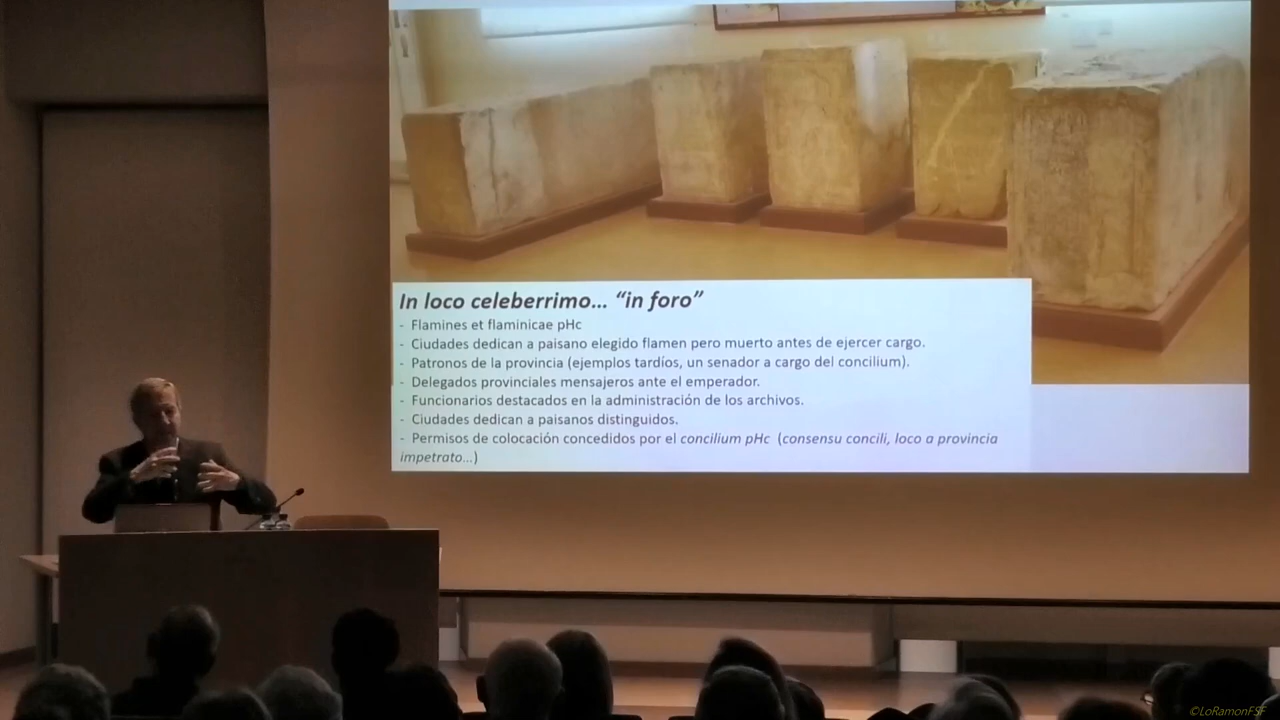 In loco celeberrimo... “in foro”
- Flamines et flaminicae pHc
- Ciudades dedican a paisano elegido flamen pero muerto antes de ejercer cargo.
- Patronos de la provincia (ejemplos tardíos, un senador a cargo del concilium).
- Delegados provinciales mensajeros ante el emperador.
- Funcionarios destacados en la administración de los archivos.
- Ciudades dedican a paisanos distinguidos.
- Permisos de colocación concedidos por el concilium pHc (consensu concili, loco a provincia
impetrato...)
©LoRamonFSF